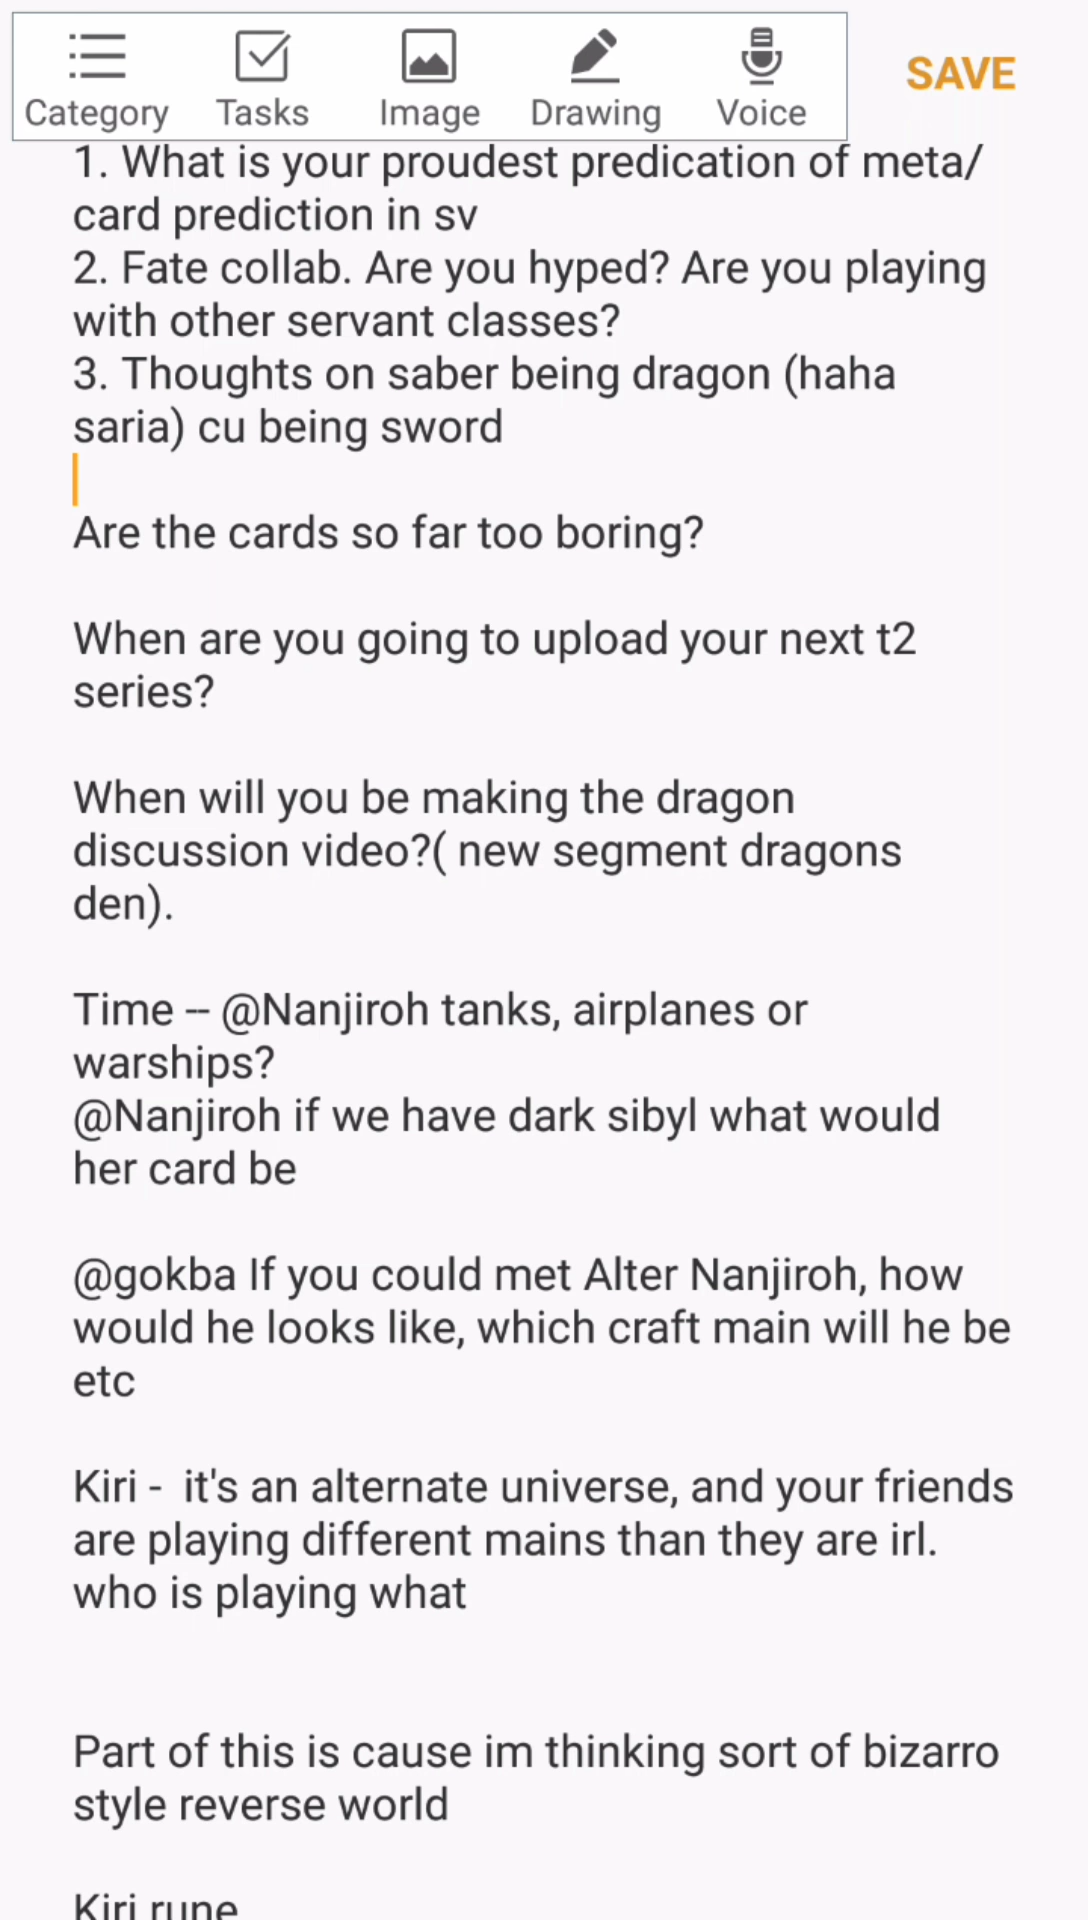 Category Tasks Image Drawing Voice SAVE
1. What is your proudest predication of meta/
card prediction in sv
2. Fate collab. Are you hyped? Are you playing
with other servant classes?
3. Thoughts on saber being dragon (haha
saria) cu being sword
Are the cards so far too boring?
When are you going to upload your next t2
series?
When will you be making the dragon
discussion video?( new segment dragons
den).
Time -- @Nanjiroh tanks, airplanes or
warships?
@Nanjiroh if we have dark sibyl what would
her card be
@gokba If you could met Alter Nanjiroh, how
would he looks like, which craft main will he be
etc
Kiri -  it's an alternate universe, and your friends
are playing different mains than they are irl.
who is playing what
Part of this is cause im thinking sort of bizarro
style reverse world
Kiri rune